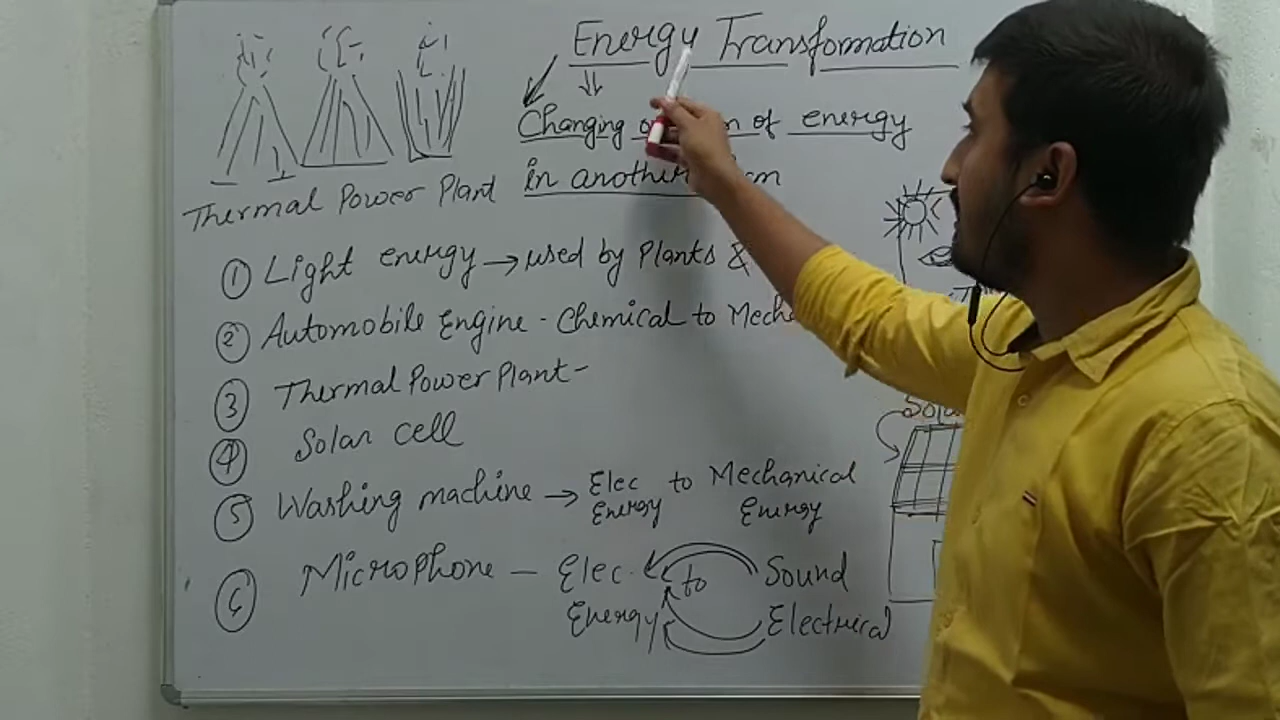 Energy Transformation
Changing of energy
in another
Thermal Power Plant
① Light energy → used by Plants &
② Automobile Engine - Chemical to Mecha
③ Thermal Power Plant -
④ Solar cell
⑤ Washing machine → Elec Energy to Mechanical Energy
⑥ Microphone - Elec. Energy to Sound Electrical